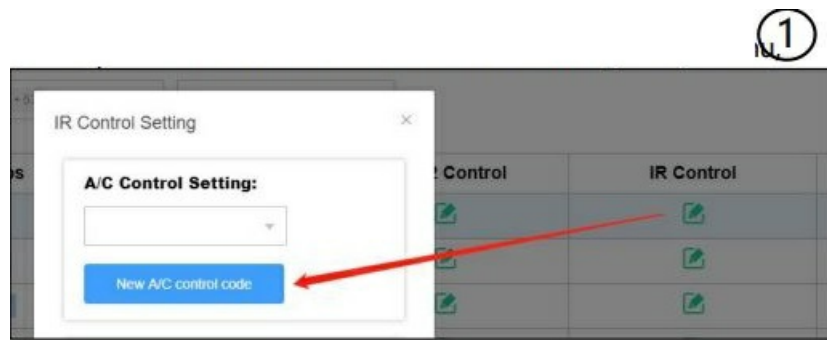 ①
IR Control Setting ×
A/C Control Setting:
Control
IR Control
New A/C control code